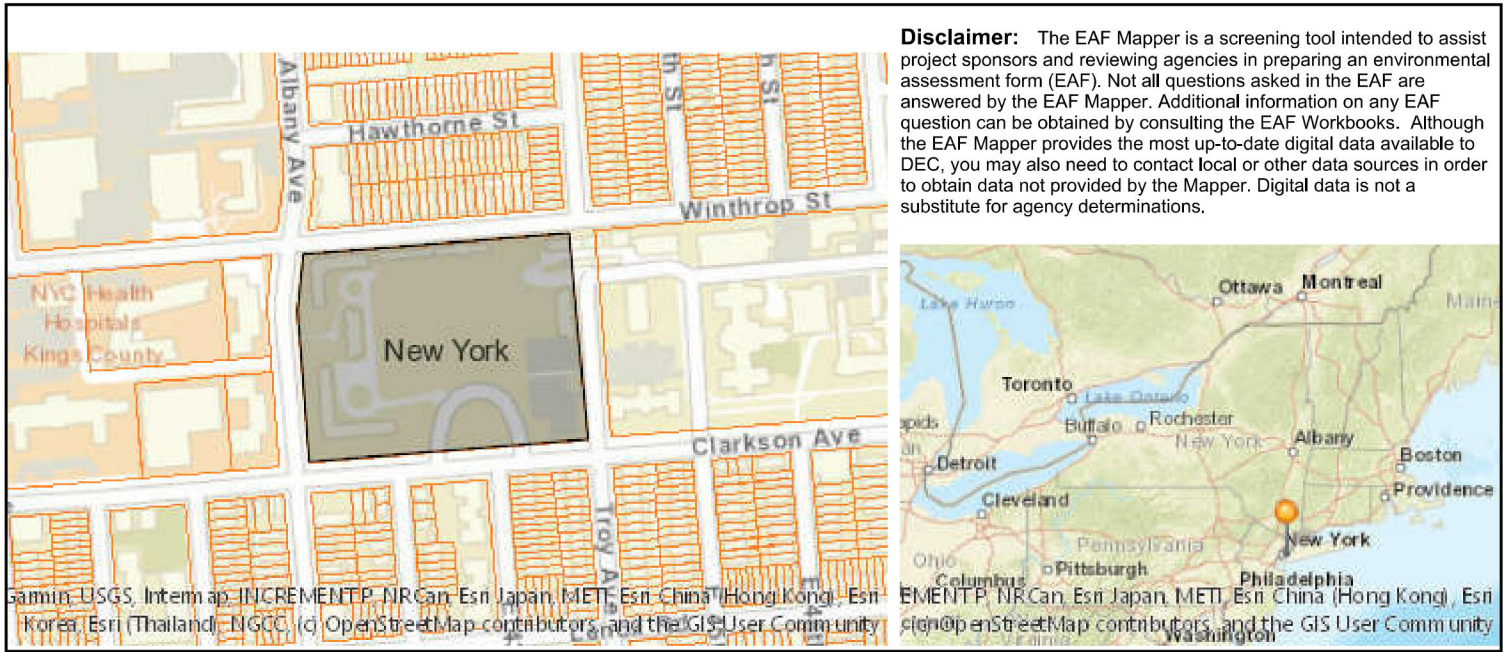 Disclaimer: The EAF Mapper is a screening tool intended to assist
project sponsors and reviewing agencies in preparing an environmental
assessment form (EAF). Not all questions asked in the EAF are
answered by the EAF Mapper. Additional information on any EAF
question can be obtained by consulting the EAF Workbooks. Although
the EAF Mapper provides the most up-to-date digital data available to
DEC, you may also need to contact local or other data sources in order
to obtain data not provided by the Mapper. Digital data is not a
substitute for agency determinations.
Albany Ave
Hawthorne St
th St
h St
Winthrop St
NYC Health
Hospitals
Kings County
New York
Clarkson Ave
Troy Ave
Garmin, USGS, Intermap, INCREMENT P, NRCan, Esri Japan, METI, Esri China (Hong Kong), Esri
Korea, Esri (Thailand), NGCC, (c) OpenStreetMap contributors, and the GIS User Community
Ottawa
Montreal
Main
Lake Huron
Toronto
Lake Ontario
Rochester
Buffalo
New York
Albany
apids
Detroit
Boston
Providence
Cleveland
New York
Pennsylvania
Ohio
Pittsburgh
Columbus
Philadelphia
EMENT P, NRCan, Esri Japan, METI, Esri China (Hong Kong), Esri
(c) OpenStreetMap contributors, and the GIS User Community
Washington